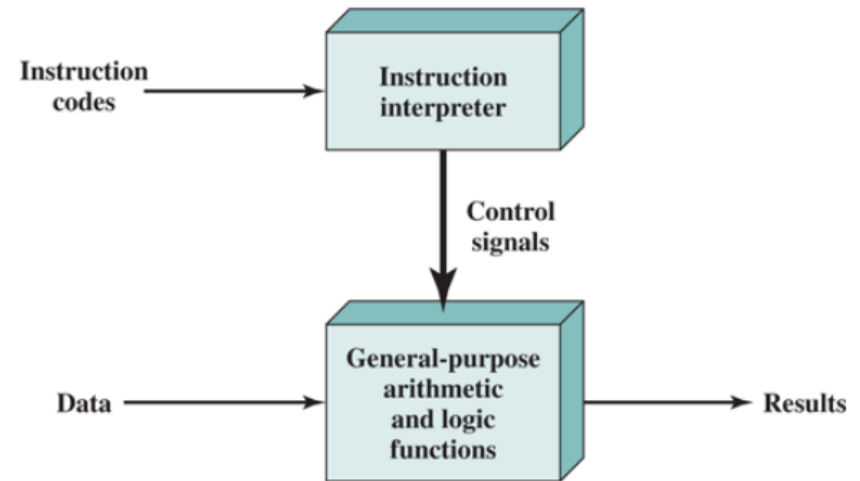 Instruction
codes
Instruction
interpreter
Control
signals
Data
General-purpose
arithmetic
and logic
functions
Results